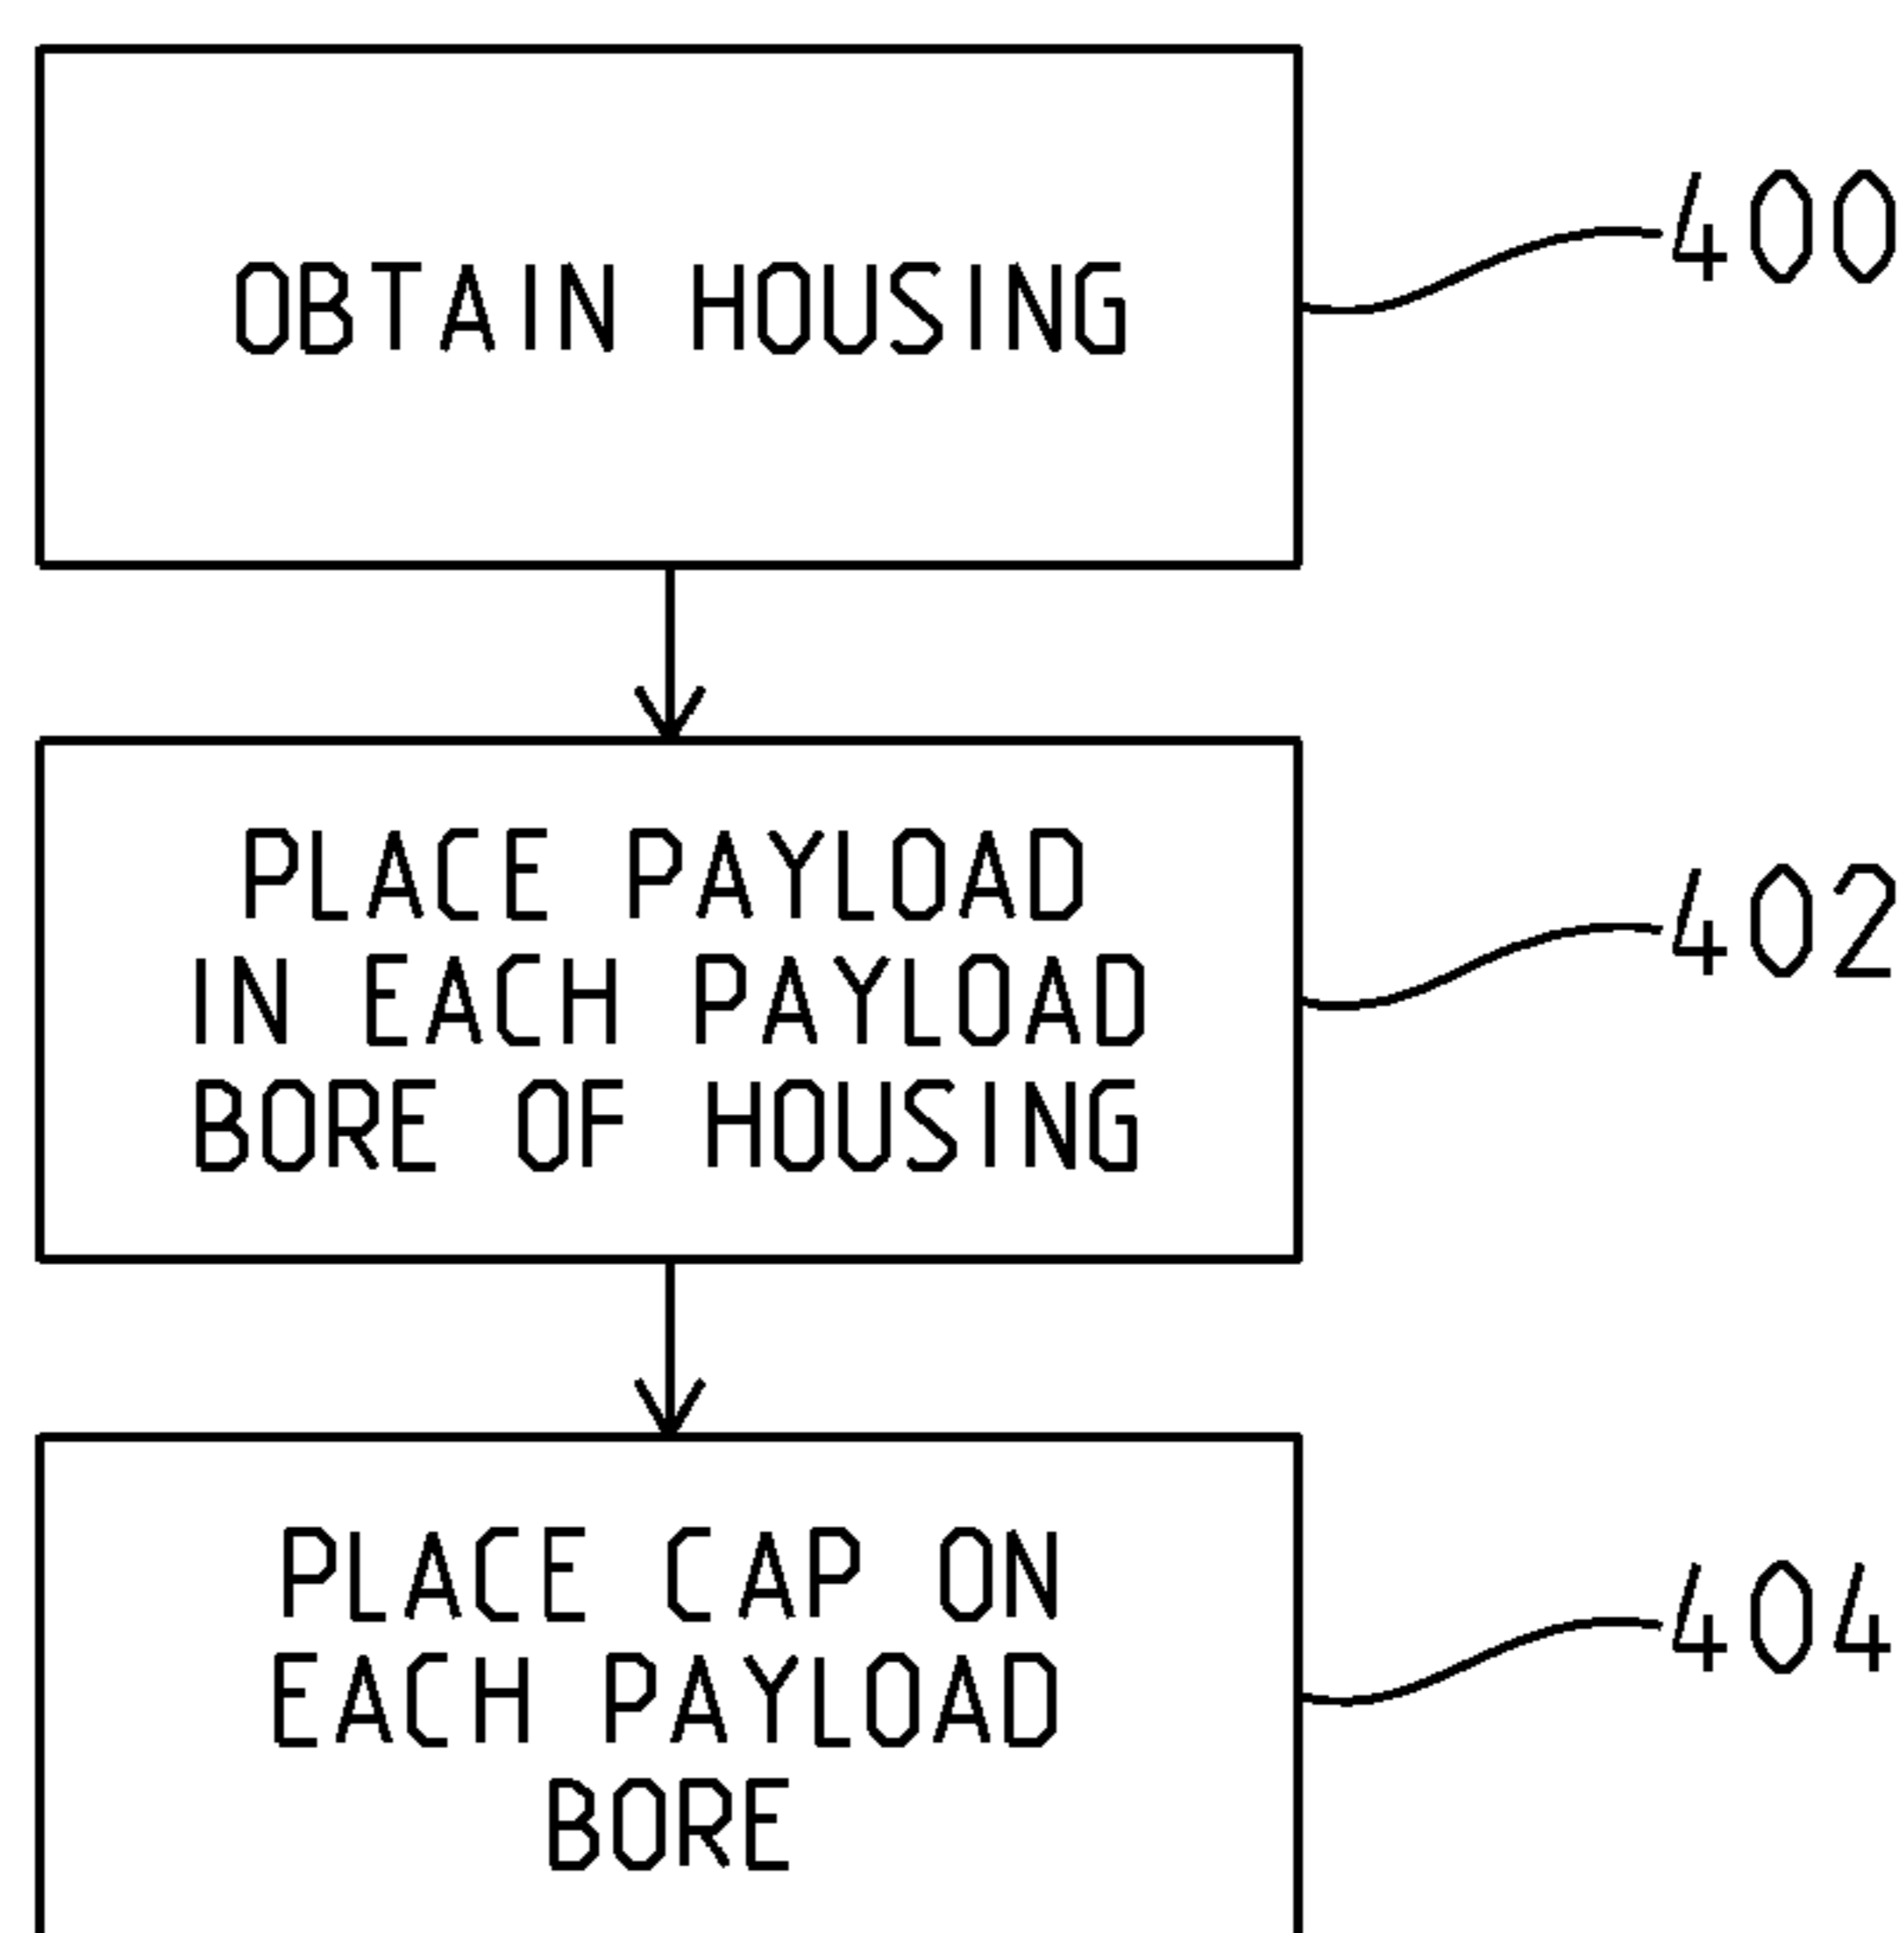 OBTAIN HOUSING
400
PLACE PAYLOAD
IN EACH PAYLOAD
BORE OF HOUSING
402
PLACE CAP ON
EACH PAYLOAD
BORE
404